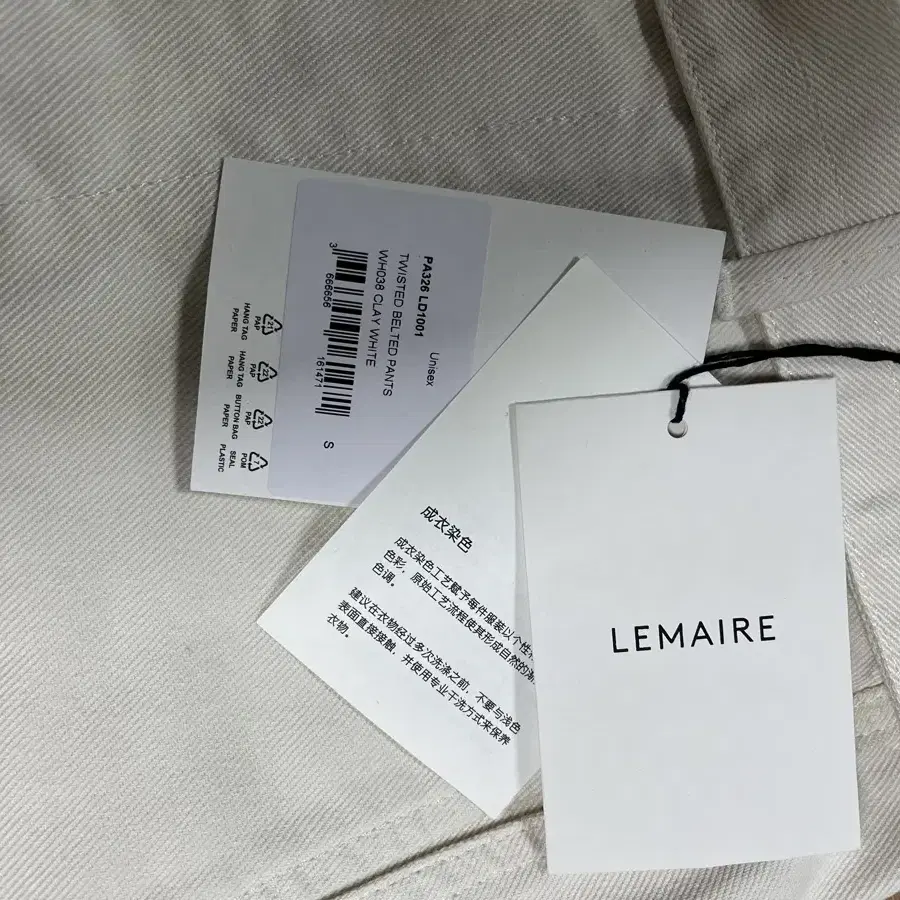 PA326 LD1001 Unisex
TWISTED BELTED PANTS
WH038 CLAY WHITE
3 666656 161471
S
21
PAP
HANG TAG
PAPER
22
PAP
HANG TAG
PAPER
22
PAP
BUTTON BAG
PAPER
7
POM
SEAL
PLASTIC
成衣染色
成衣染色工艺赋予每件服装以个性
色彩，原始工艺流程使其形成自然的渐
色调。
建议在衣物经过多次洗涤之前，不要与浅色
表面直接接触，并使用专业干洗方式来保养
衣物。
LEMAIRE